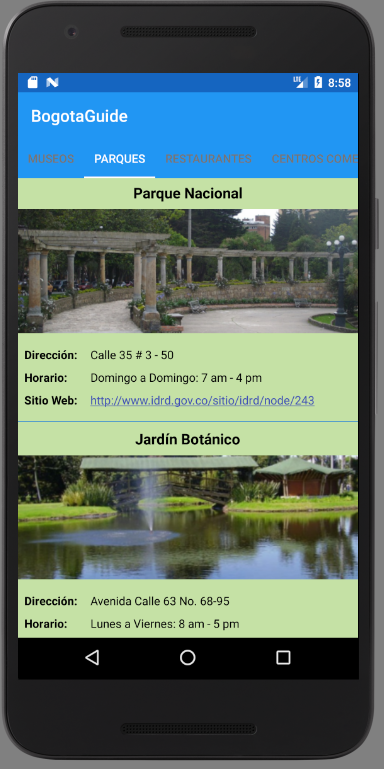 8:58
BogotaGuide
MUSEOS PARQUES RESTAURANTES CENTROS COME
Parque Nacional
Dirección: Calle 35 # 3 - 50
Horario: Domingo a Domingo: 7 am - 4 pm
Sitio Web: http://www.idrd.gov.co/sitio/idrd/node/243
Jardín Botánico
Dirección: Avenida Calle 63 No. 68-95
Horario: Lunes a Viernes: 8 am - 5 pm